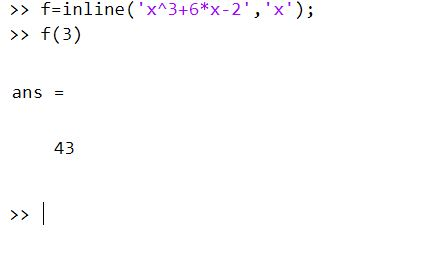 >> f=inline('x^3+6*x-2','x');
>> f(3)
ans =
43
>>